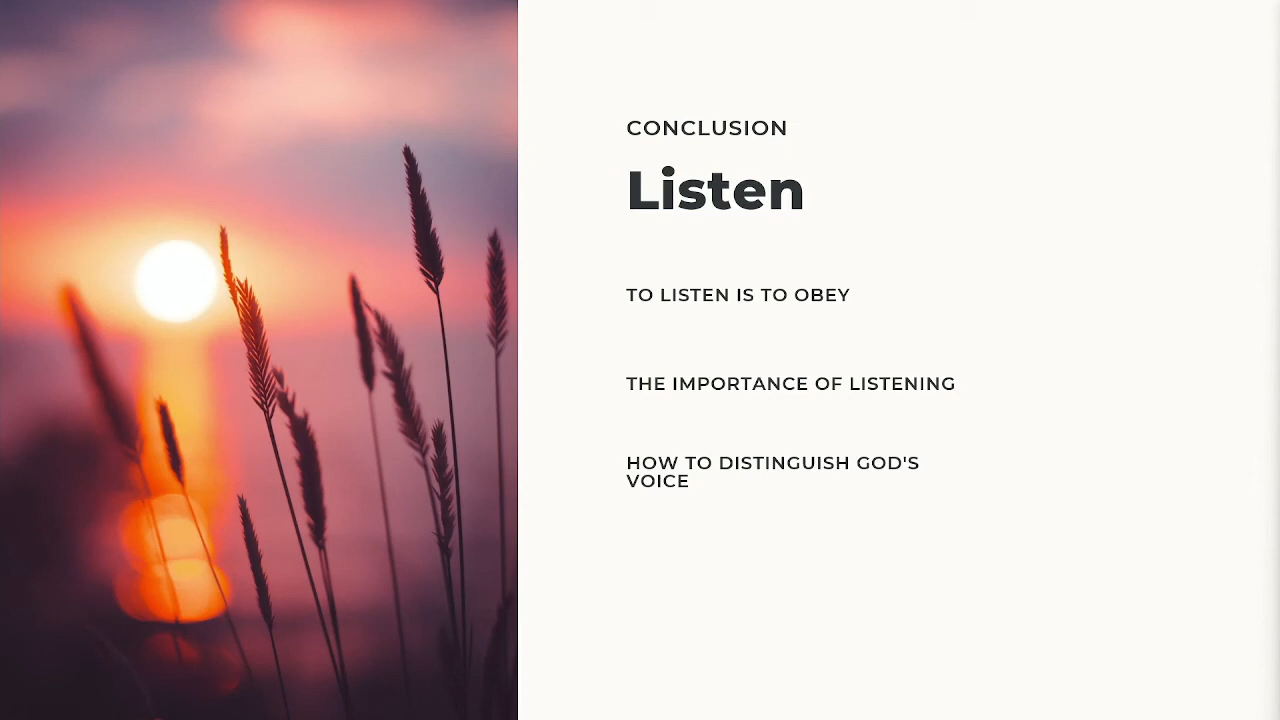 CONCLUSION
Listen
TO LISTEN IS TO OBEY
THE IMPORTANCE OF LISTENING
HOW TO DISTINGUISH GOD'S
VOICE